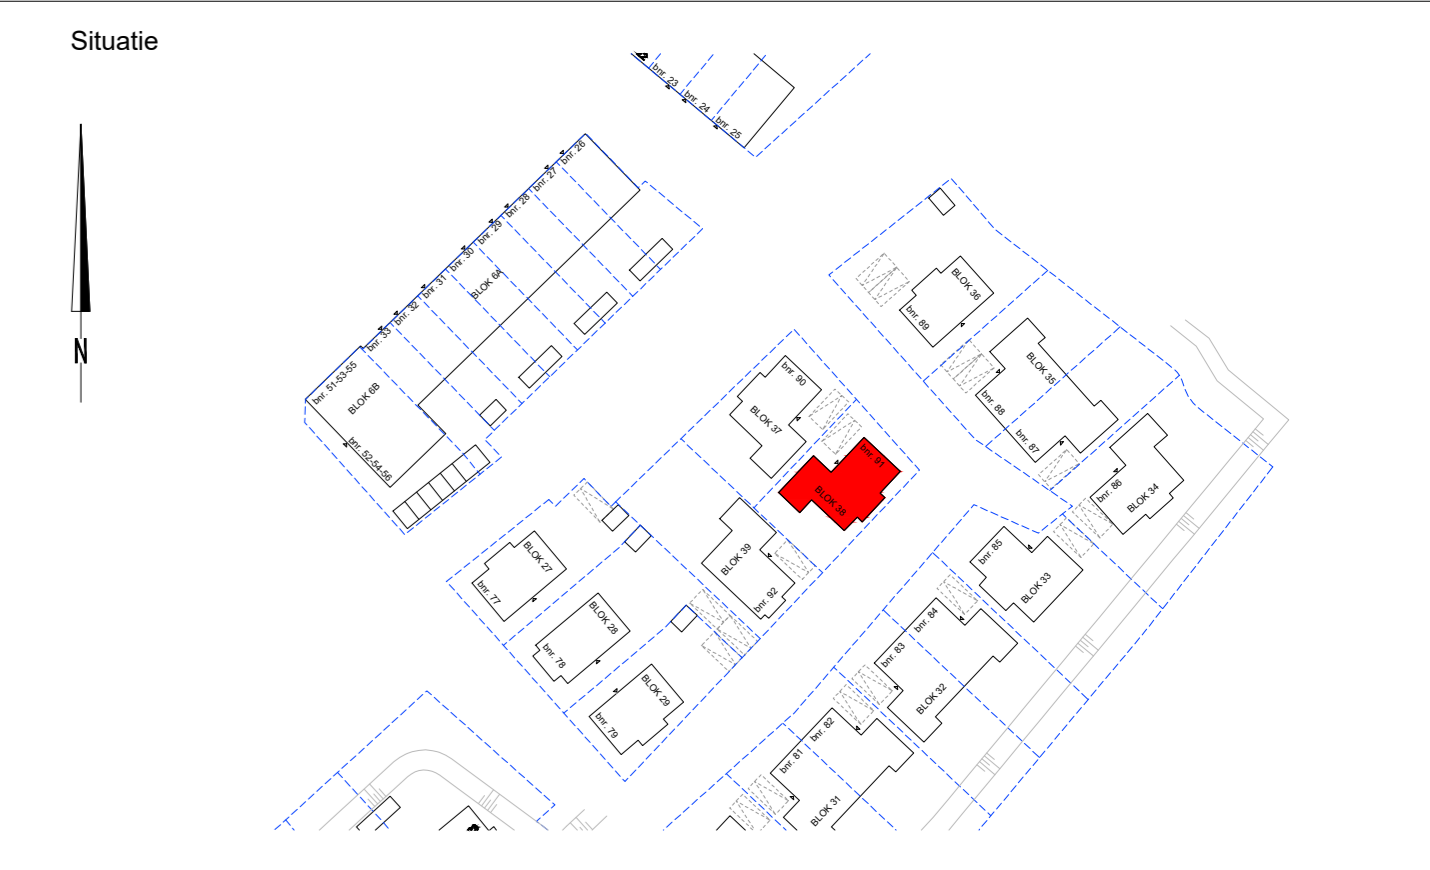 Situatie
N
bnr. 23
bnr. 24
bnr. 25
bnr. 26
bnr. 27
bnr. 28
bnr. 29
bnr. 30
bnr. 31
bnr. 32
bnr. 33
BLOK 6A
bnr. 51-53-55
BLOK 6B
bnr. 52-54-56
BLOK 36
bnr. 89
BLOK 35
bnr. 88
bnr. 87
bnr. 90
BLOK 37
bnr. 91
BLOK 38
bnr. 86
BLOK 34
BLOK 39
bnr. 92
bnr. 85
BLOK 33
BLOK 27
bnr. 77
BLOK 28
bnr. 78
BLOK 29
bnr. 79
bnr. 84
bnr. 83
BLOK 32
bnr. 82
bnr. 81
BLOK 31